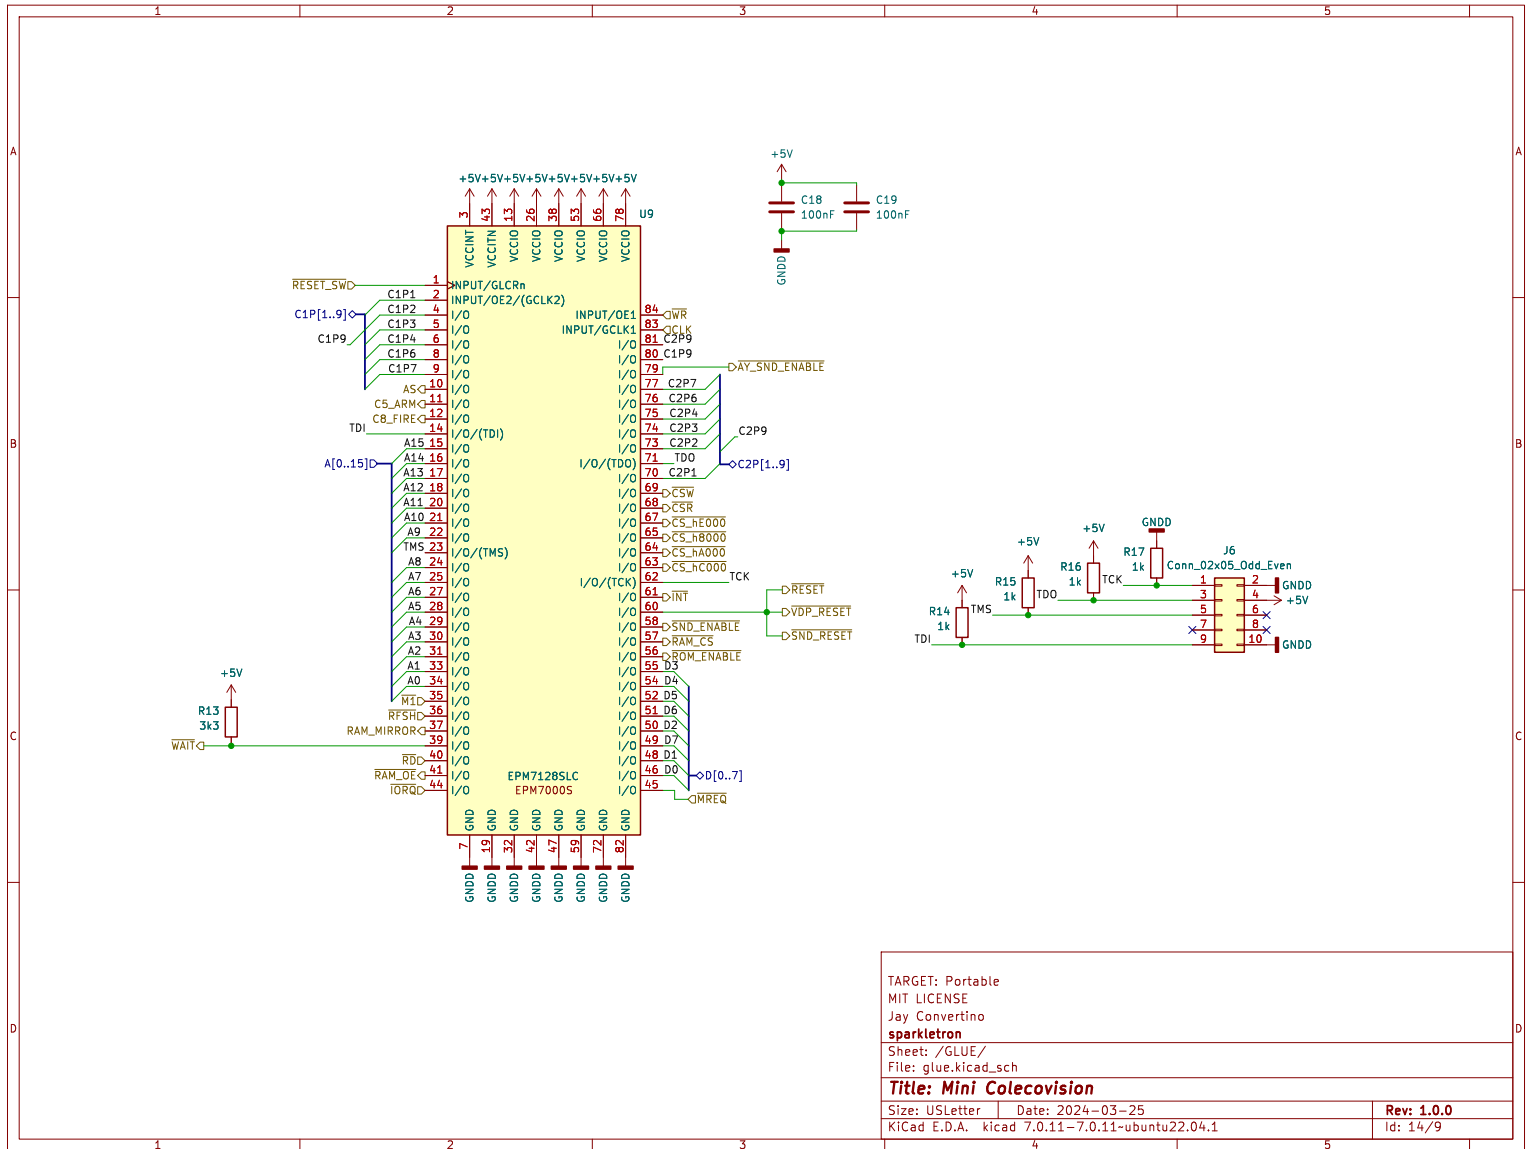 1 2 3 4 5
A A
B B
C C
D D
1 2 3 4 5
+5V
C18
100nF
C19
100nF
GNDD
+5V+5V+5V+5V+5V+5V+5V+5V
U9
3 43 13 26 38 53 66 78
VCCINT VCCITN VCCIO VCCIO VCCIO VCCIO VCCIO VCCIO
RESET_SW 1 INPUT/GLCRn
C1P1 2 INPUT/OE2/(GCLK2)
C1P[1..9] C1P2 4 I/O
C1P3 5 I/O
C1P9 C1P4 6 I/O
C1P6 8 I/O
C1P7 9 I/O
AS 10 I/O
C5_ARM 11 I/O
C8_FIRE 12 I/O
TDI 14 I/O/(TDI)
A15 15 I/O
A[0..15] A14 16 I/O
A13 17 I/O
A12 18 I/O
A11 20 I/O
A10 21 I/O
A9 22 I/O
TMS 23 I/O/(TMS)
A8 24 I/O
A7 25 I/O
A6 27 I/O
A5 28 I/O
A4 29 I/O
A3 30 I/O
A2 31 I/O
A1 33 I/O
A0 34 I/O
M1 35 I/O
RFSH 36 I/O
RAM_MIRROR 37 I/O
WAIT 39 I/O
RD 40 I/O
RAM_OE 41 I/O
IORQ 44 I/O
+5V
R13
3k3
INPUT/OE1 84 WR
INPUT/GCLK1 83 CLK
I/O 81 C2P9
I/O 80 C1P9
I/O 79 AY_SND_ENABLE
I/O 77 C2P7
I/O 76 C2P6
I/O 75 C2P4
I/O 74 C2P3 C2P9
I/O 73 C2P2
I/O/(TDO) 71 TDO C2P[1..9]
I/O 70 C2P1
I/O 69 CSW
I/O 68 CSR
I/O 67 CS_hE000
I/O 65 CS_h8000
I/O 64 CS_hA000
I/O 63 CS_hC000
I/O/(TCK) 62 TCK
I/O 61 INT RESET
I/O 60 VDP_RESET
I/O 58 SND_ENABLE SND_RESET
I/O 57 RAM_CS
I/O 56 ROM_ENABLE
I/O 55 D3
I/O 54 D4
I/O 52 D5
I/O 51 D6
I/O 50 D2
I/O 49 D7
I/O 48 D1
I/O 46 D0 D[0..7]
I/O 45 MREQ
EPM7128SLC
EPM7000S
GND GND GND GND GND GND GND GND
7 19 32 42 47 59 72 82
GNDD GNDD GNDD GNDD GNDD GNDD GNDD GNDD
+5V
R14
1k
TDI
+5V
R15
1k
TMS
+5V
R16
1k
TDO
GNDD
R17
1k
TCK
J6
Conn_02x05_Odd_Even
1 2 GNDD
3 4 +5V
5 6
7 8
9 10 GNDD
TARGET: Portable
MIT LICENSE
Jay Convertino
sparkletron
Sheet: /GLUE/
File: glue.kicad_sch
Title: Mini Colecovision
Size: USLetter Date: 2024-03-25 Rev: 1.0.0
KiCad E.D.A. kicad 7.0.11-7.0.11~ubuntu22.04.1 Id: 14/9